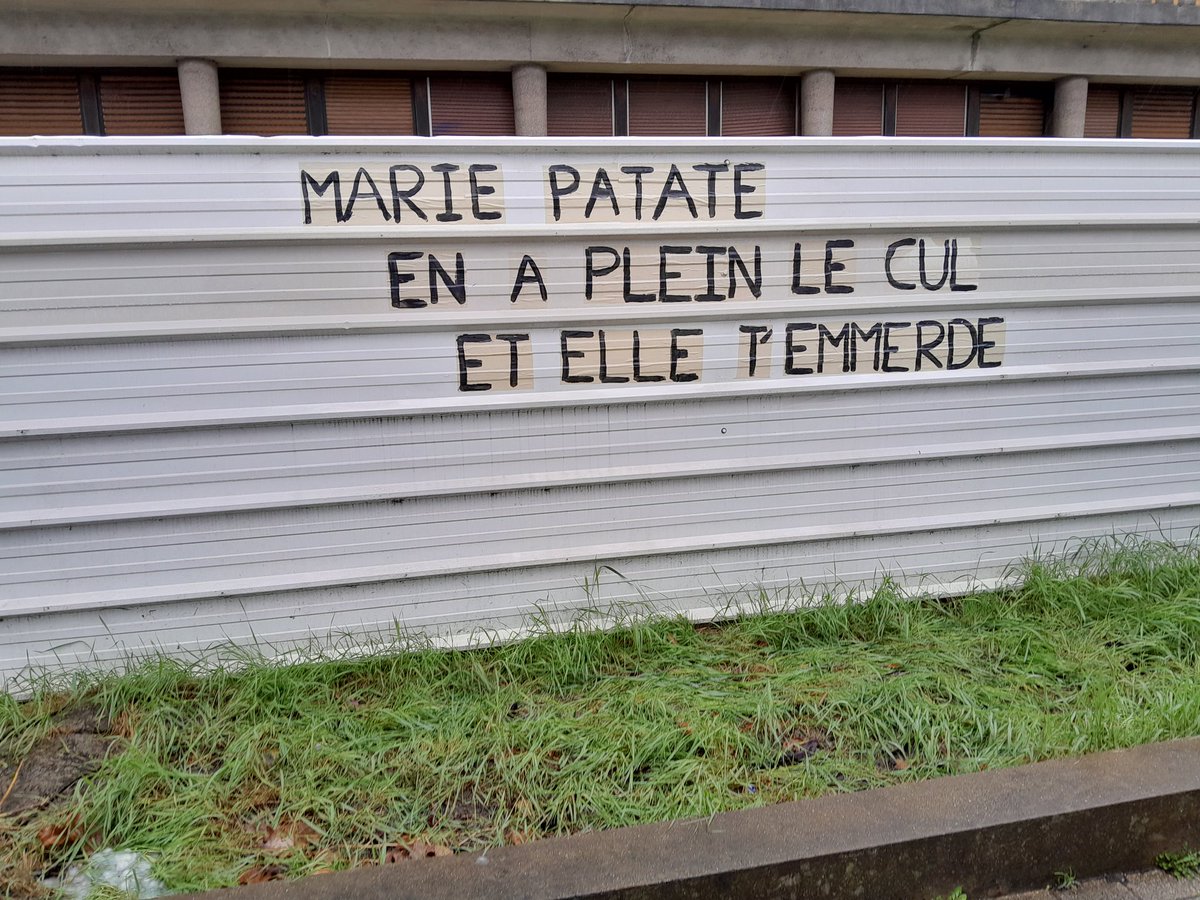 MARIE PATATE
EN A PLEIN LE CUL
ET ELLE T'EMMERDE